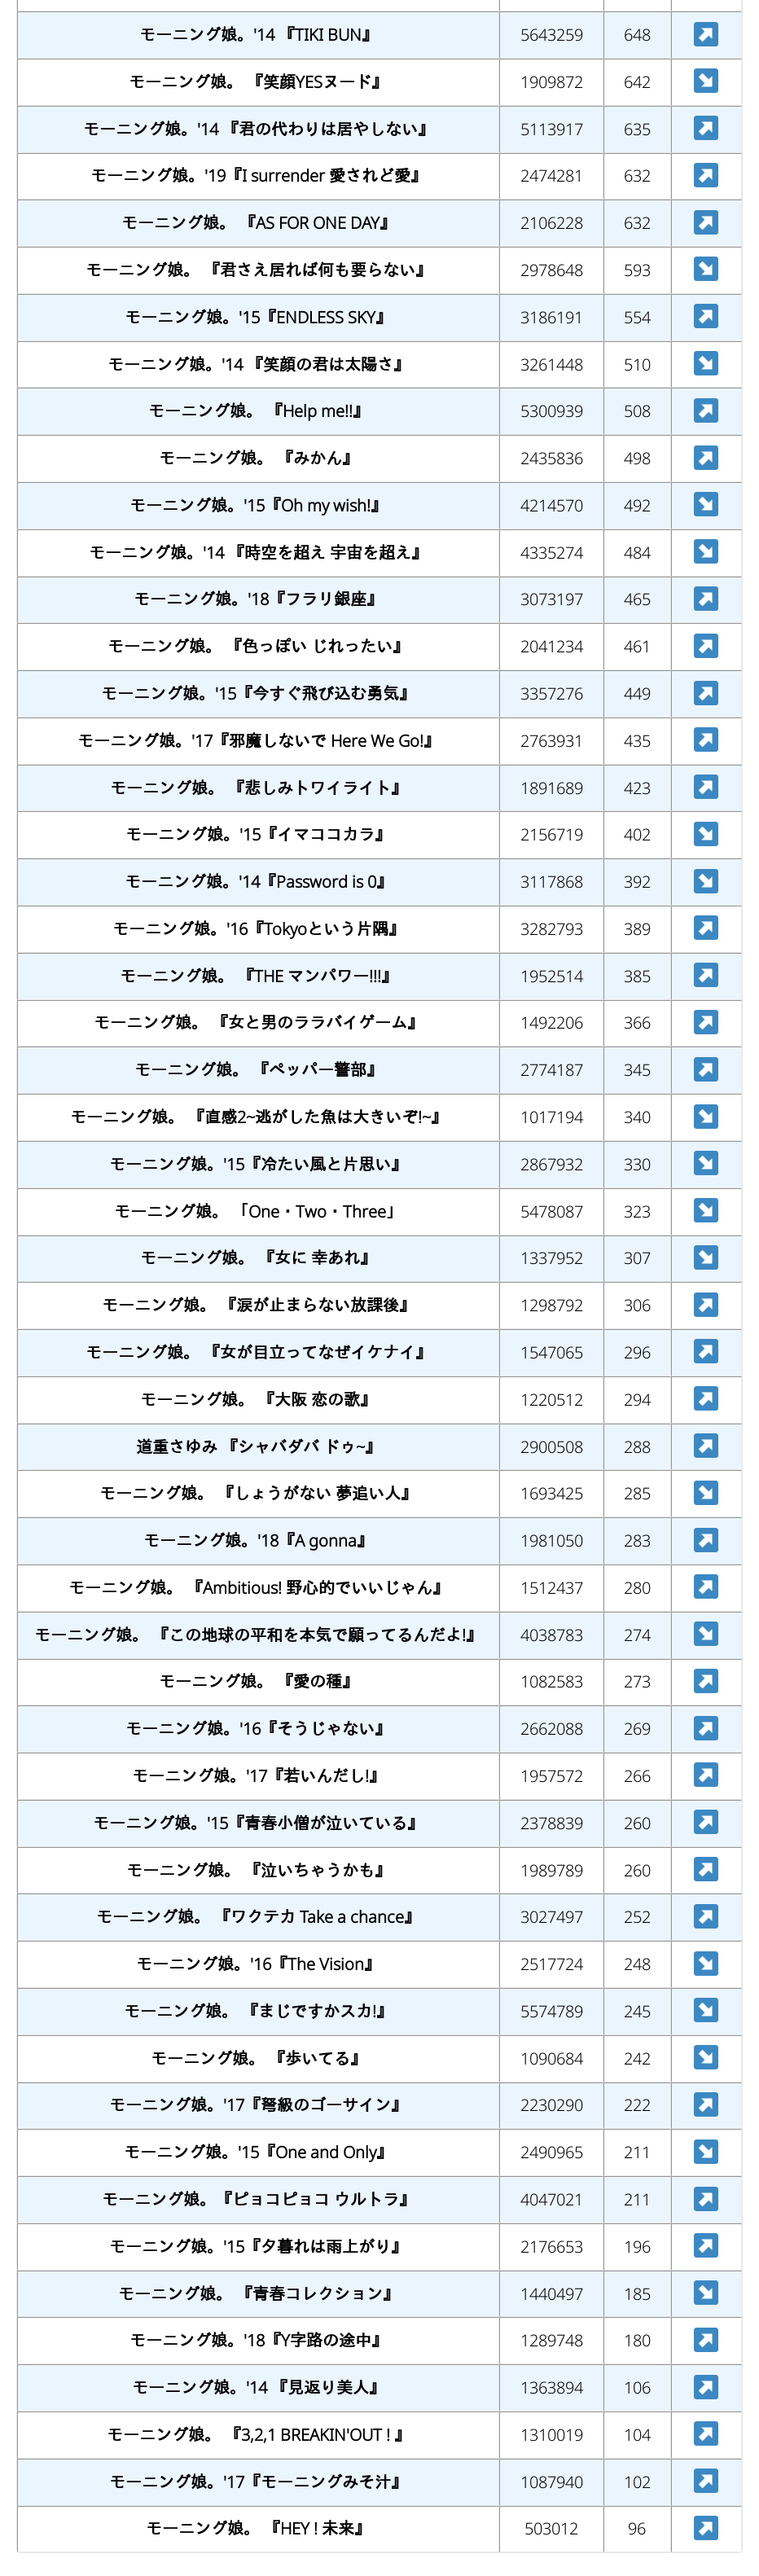 モーニング娘。'14 『TIKI BUN』 5643259 648 ↗
モーニング娘。 『笑顔YESヌード』 1909872 642 ↘
モーニング娘。'14 『君の代わりは居やしない』 5113917 635 ↗
モーニング娘。'19『I surrender 愛されど愛』 2474281 632 ↗
モーニング娘。 『AS FOR ONE DAY』 2106228 632 ↗
モーニング娘。 『君さえ居れば何も要らない』 2978648 593 ↘
モーニング娘。'15『ENDLESS SKY』 3186191 554 ↗
モーニング娘。'14 『笑顔の君は太陽さ』 3261448 510 ↘
モーニング娘。 『Help me!!』 5300939 508 ↗
モーニング娘。 『みかん』 2435836 498 ↗
モーニング娘。'15『Oh my wish!』 4214570 492 ↘
モーニング娘。'14 『時空を超え 宇宙を超え』 4335274 484 ↘
モーニング娘。'18『フラリ銀座』 3073197 465 ↗
モーニング娘。 『色っぽい じれったい』 2041234 461 ↗
モーニング娘。'15『今すぐ飛び込む勇気』 3357276 449 ↗
モーニング娘。'17『邪魔しないで Here We Go!』 2763931 435 ↗
モーニング娘。 『悲しみトワイライト』 1891689 423 ↗
モーニング娘。'15『イマココカラ』 2156719 402 ↘
モーニング娘。'14『Password is 0』 3117868 392 ↘
モーニング娘。'16『Tokyoという片隅』 3282793 389 ↗
モーニング娘。 『THE マンパワー!!!』 1952514 385 ↗
モーニング娘。 『女と男のララバイゲーム』 1492206 366 ↗
モーニング娘。 『ペッパー警部』 2774187 345 ↗
モーニング娘。 『直感2~逃がした魚は大きいぞ!~』 1017194 340 ↘
モーニング娘。'15『冷たい風と片思い』 2867932 330 ↘
モーニング娘。 「One・Two・Three」 5478087 323 ↘
モーニング娘。 『女に 幸あれ』 1337952 307 ↘
モーニング娘。 『涙が止まらない放課後』 1298792 306 ↗
モーニング娘。 『女が目立ってなぜイケナイ』 1547065 296 ↗
モーニング娘。 『大阪 恋の歌』 1220512 294 ↗
道重さゆみ 『シャバダバ ドゥ~』 2900508 288 ↗
モーニング娘。 『しょうがない 夢追い人』 1693425 285 ↘
モーニング娘。'18『A gonna』 1981050 283 ↗
モーニング娘。 『Ambitious! 野心的でいいじゃん』 1512437 280 ↗
モーニング娘。 『この地球の平和を本気で願ってるんだよ!』 4038783 274 ↘
モーニング娘。 『愛の種』 1082583 273 ↗
モーニング娘。'16『そうじゃない』 2662088 269 ↗
モーニング娘。'17『若いんだし!』 1957572 266 ↗
モーニング娘。'15『青春小僧が泣いている』 2378839 260 ↗
モーニング娘。 『泣いちゃうかも』 1989789 260 ↗
モーニング娘。 『ワクテカ Take a chance』 3027497 252 ↗
モーニング娘。'16『The Vision』 2517724 248 ↘
モーニング娘。 『まじですかスカ!』 5574789 245 ↘
モーニング娘。 『歩いてる』 1090684 242 ↘
モーニング娘。'17『弩級のゴーサイン』 2230290 222 ↗
モーニング娘。'15『One and Only』 2490965 211 ↘
モーニング娘。『ピョコピョコ ウルトラ』 4047021 211 ↗
モーニング娘。'15『夕暮れは雨上がり』 2176653 196 ↗
モーニング娘。 『青春コレクション』 1440497 185 ↘
モーニング娘。'18『Y字路の途中』 1289748 180 ↗
モーニング娘。'14 『見返り美人』 1363894 106 ↗
モーニング娘。 『3,2,1 BREAKIN'OUT ! 』 1310019 104 ↗
モーニング娘。'17『モーニングみそ汁』 1087940 102 ↗
モーニング娘。 『HEY ! 未来』 503012 96 ↗